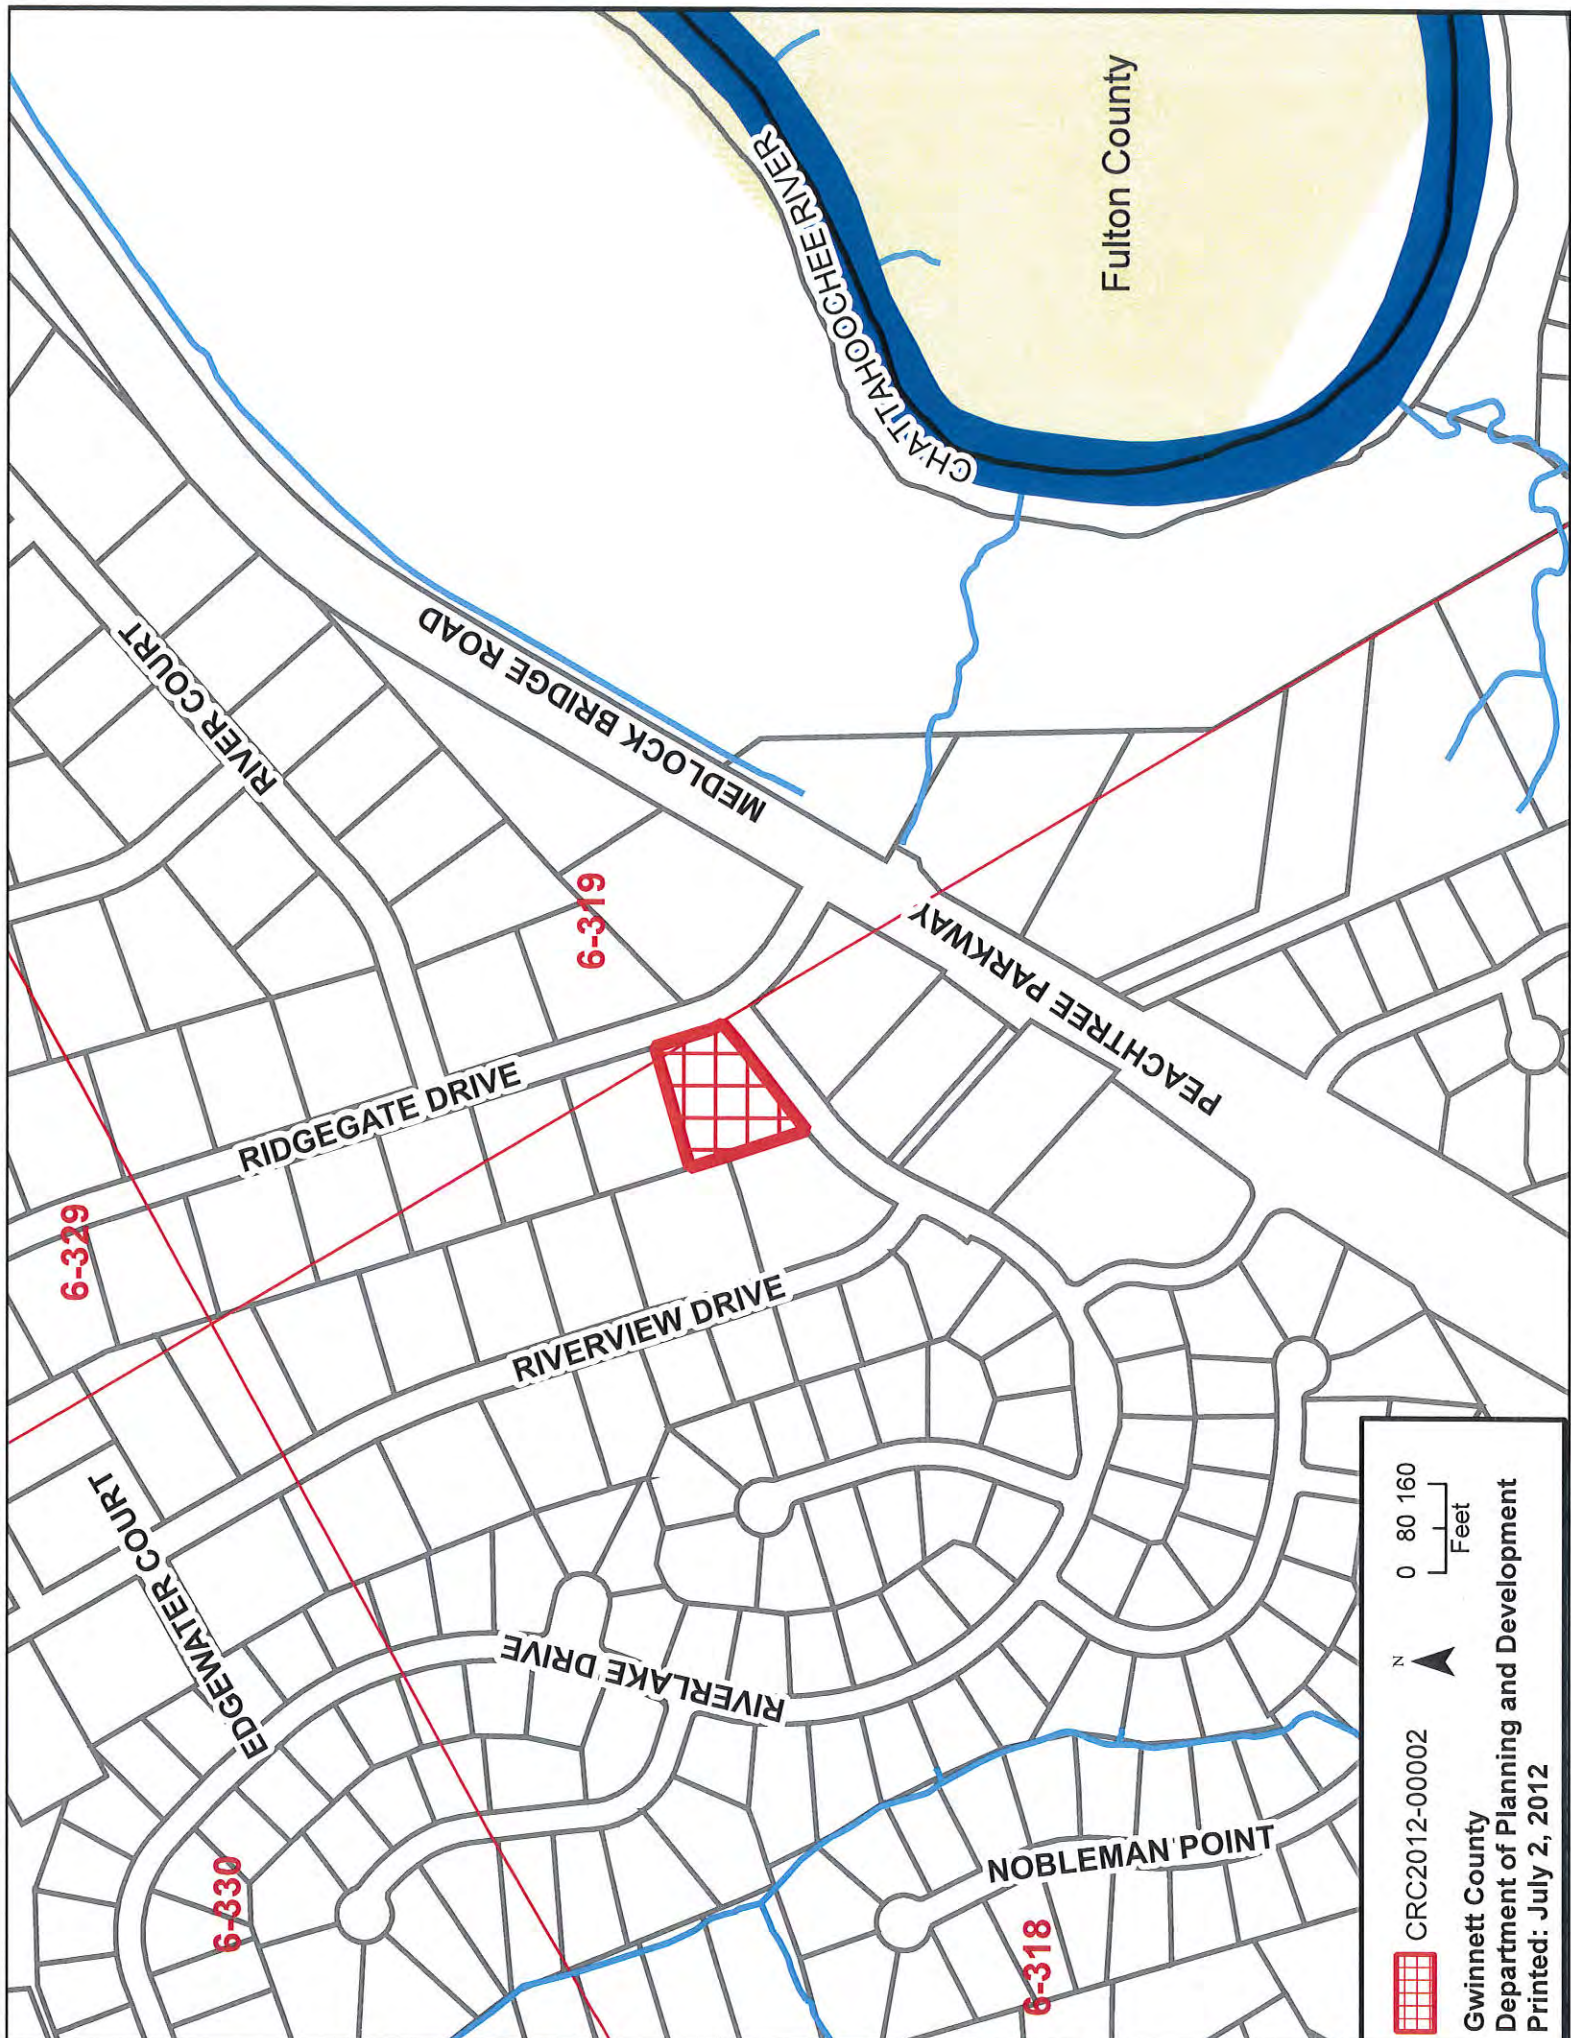 Fulton County
CHATTAHOOCHEE RIVER
MEDLOCK BRIDGE ROAD
RIVER COURT
6-319
PEACHTREE PARKWAY
RIDGEGATE DRIVE
6-329
RIVERVIEW DRIVE
EDGEWATER COURT
RIVERLAKE DRIVE
6-330
NOBLEMAN POINT
6-318
CRC2012-00002
N
0 80 160
Feet
Gwinnett County
Department of Planning and Development
Printed: July 2, 2012